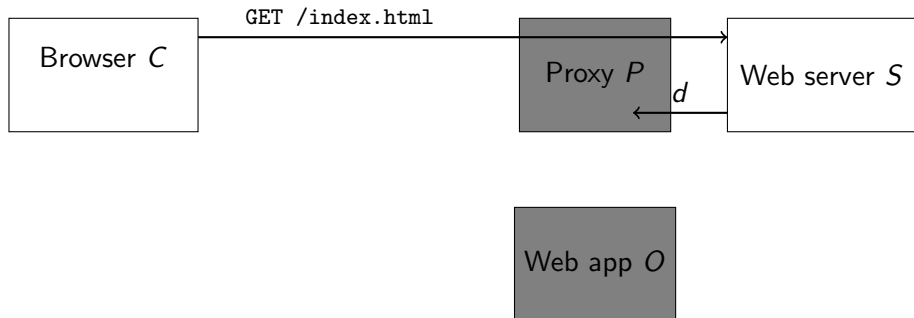 GET /index.html
Browser C
Proxy P
Web server S
d
Web app O